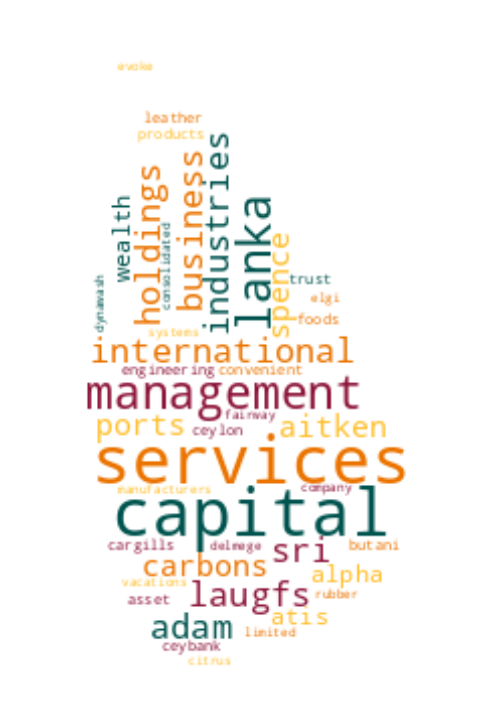 evoke
leather
products
industries
business
holdings
wealth
lanka
consolidated
spence
dynawash
trust
elgi
foods
systems
international
engineering convenient
management
fairway
ports
ceylon
aitken
services
manufacturers
company
capital
cargills
delmege
sri
butani
carbons
alpha
vacations
laugfs
rubber
asset
atis
adam
limited
ceybank
citrus